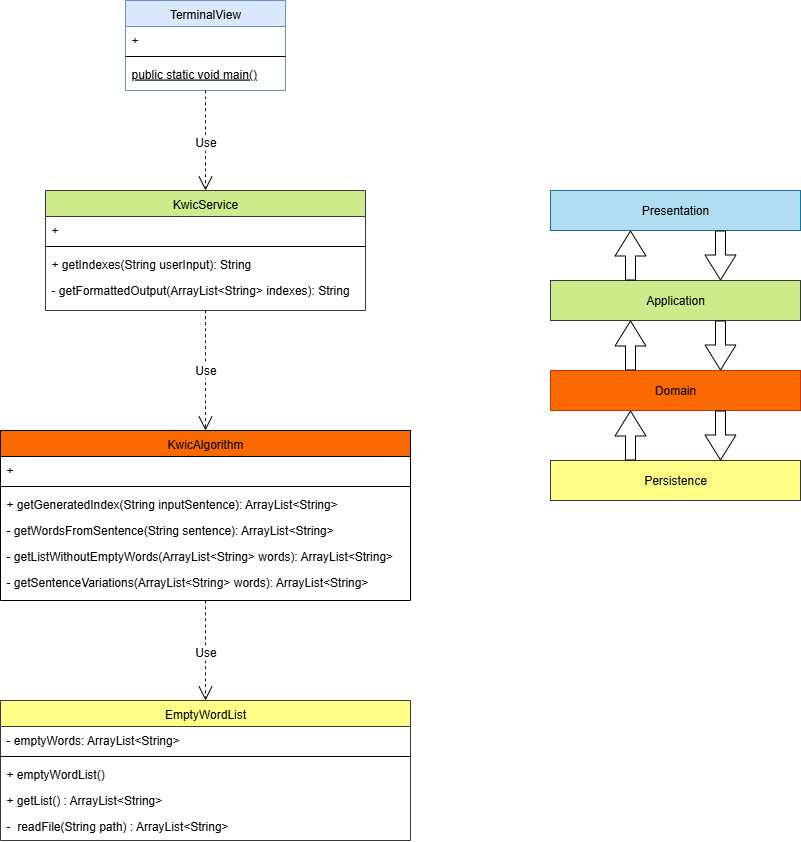 TerminalView
+
public static void main()
Use
KwicService
+
+ getIndexes(String userInput): String
- getFormattedOutput(ArrayList<String> indexes): String
Use
KwicAlgorithm
+
+ getGeneratedIndex(String inputSentence): ArrayList<String>
- getWordsFromSentence(String sentence): ArrayList<String>
- getListWithoutEmptyWords(ArrayList<String> words): ArrayList<String>
- getSentenceVariations(ArrayList<String> words): ArrayList<String>
Use
EmptyWordList
- emptyWords: ArrayList<String>
+ emptyWordList()
+ getList() : ArrayList<String>
- readFile(String path) : ArrayList<String>
Presentation
Application
Domain
Persistence